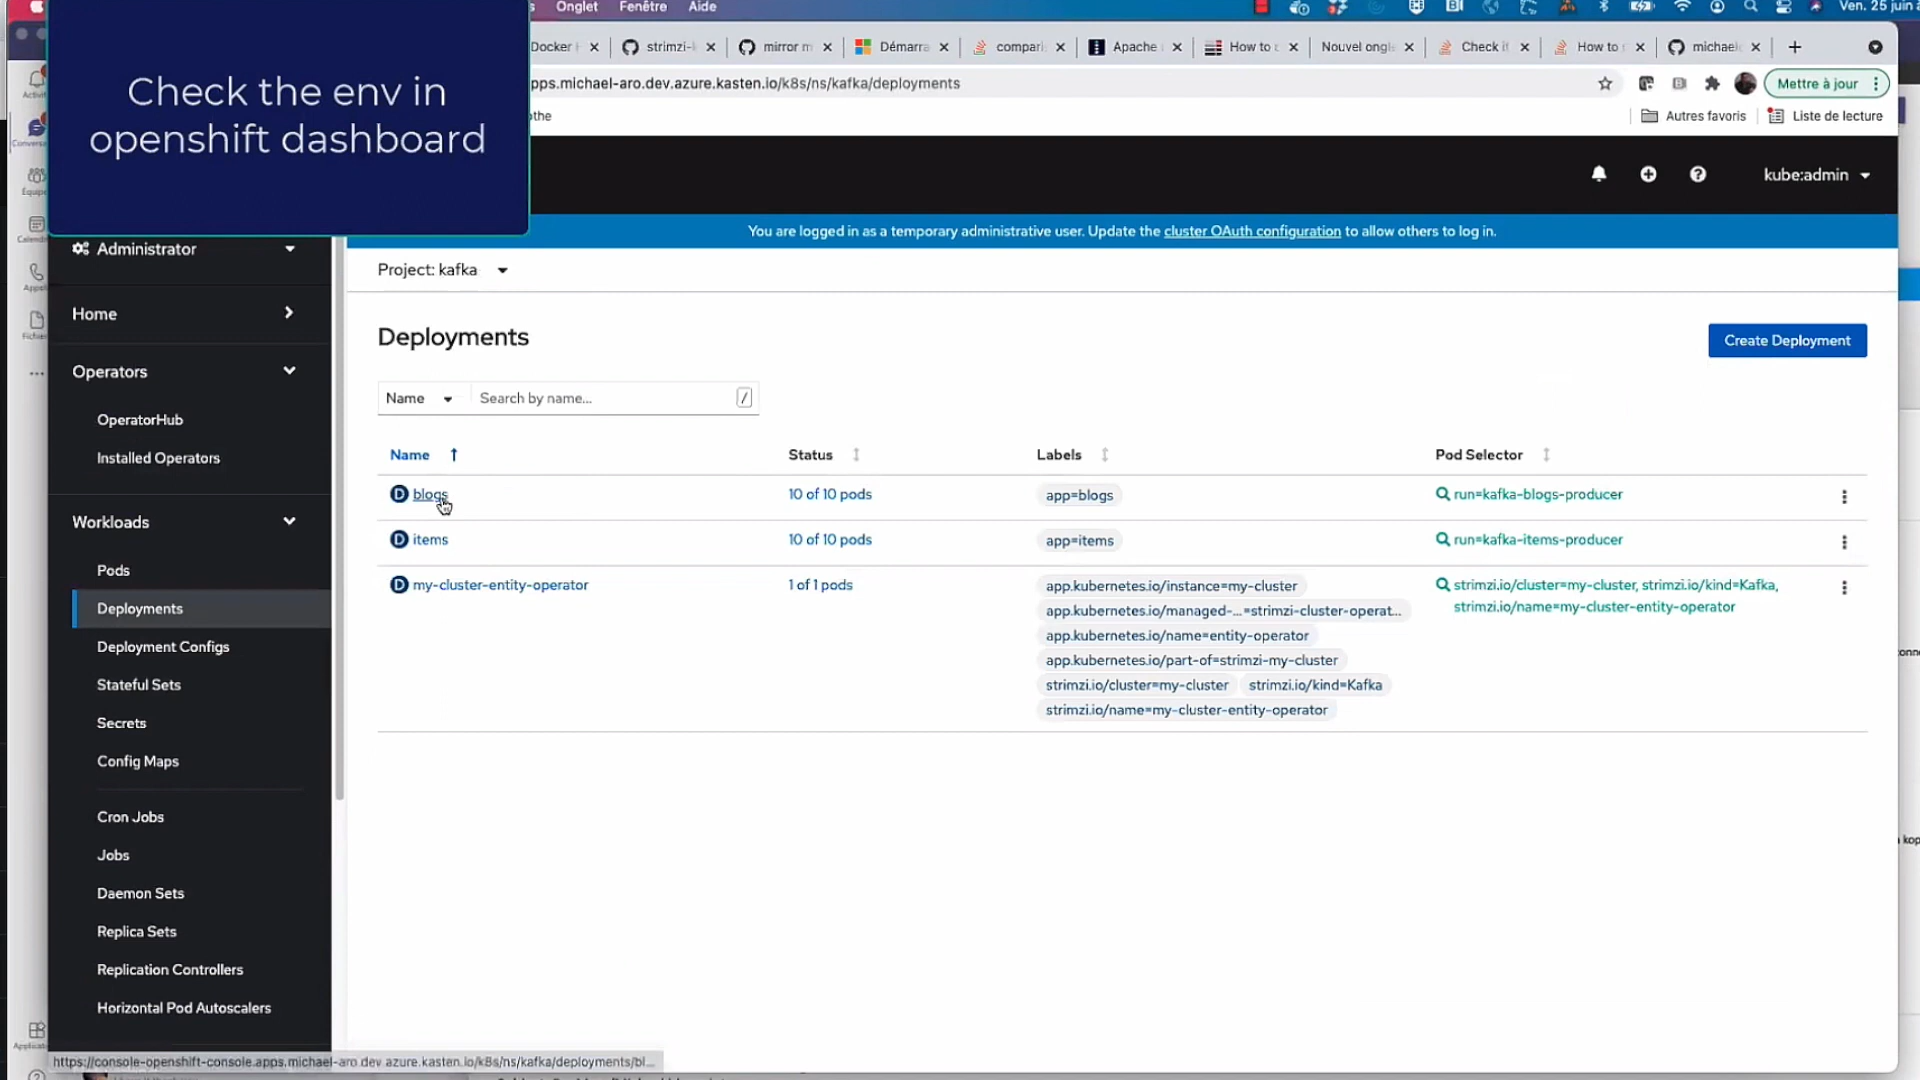 Onglet Fenêtre Aide
Ven. 25 juin
Check the env in
openshift dashboard
Docker
strimzi-
mirror m
Démarra
compari
Apache
How to
Nouvel ongl
Check i
How to
michael
apps.michael-aro.dev.azure.kasten.io/k8s/ns/kafka/deployments
Mettre à jour
Autres favoris
Liste de lecture
kube:admin
You are logged in as a temporary administrative user. Update the cluster OAuth configuration to allow others to log in.
Administrator
Home
Operators
OperatorHub
Installed Operators
Workloads
Pods
Deployments
Deployment Configs
Stateful Sets
Secrets
Config Maps
Cron Jobs
Jobs
Daemon Sets
Replica Sets
Replication Controllers
Horizontal Pod Autoscalers
Project: kafka
Deployments
Create Deployment
Name Search by name... /
Name Status Labels Pod Selector
D blogs 10 of 10 pods app=blogs run=kafka-blogs-producer
D items 10 of 10 pods app=items run=kafka-items-producer
D my-cluster-entity-operator 1 of 1 pods app.kubernetes.io/instance=my-cluster strimzi.io/cluster=my-cluster, strimzi.io/kind=Kafka,
app.kubernetes.io/managed-...=strimzi-cluster-operat... strimzi.io/name=my-cluster-entity-operator
app.kubernetes.io/name=entity-operator
app.kubernetes.io/part-of=strimzi-my-cluster
strimzi.io/cluster=my-cluster strimzi.io/kind=Kafka
strimzi.io/name=my-cluster-entity-operator
https://console-openshift-console.apps.michael-aro.dev.azure.kasten.io/k8s/ns/kafka/deployments/bl...